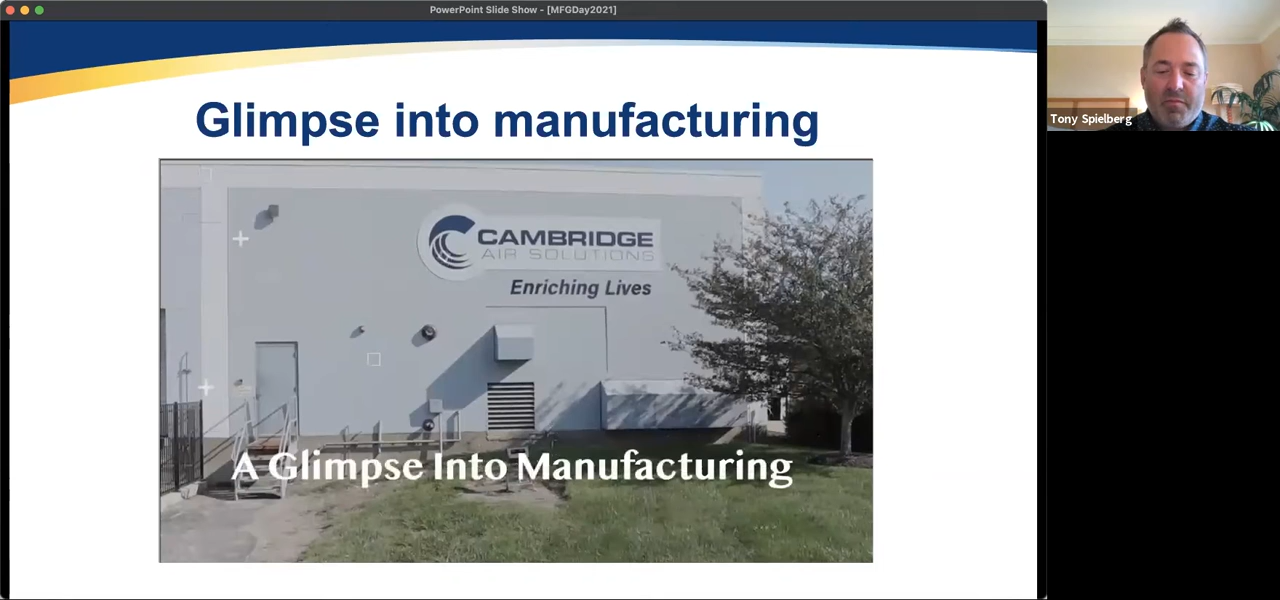 PowerPoint Slide Show - [MFGDay2021]
Glimpse into manufacturing
CAMBRIDGE
AIR SOLUTIONS
Enriching Lives
A Glimpse Into Manufacturing
Tony Spielberg